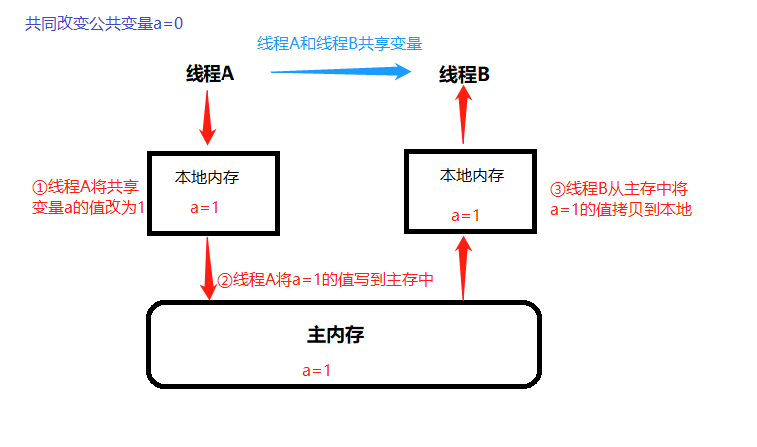 共同改变公共变量a=0
线程A和线程B共享变量
线程A
线程B
本地内存
a=1
本地内存
a=1
①线程A将共享
变量a的值改为1
③线程B从主存中将
a=1的值拷贝到本地
②线程A将a=1的值写到主存中
主内存
a=1